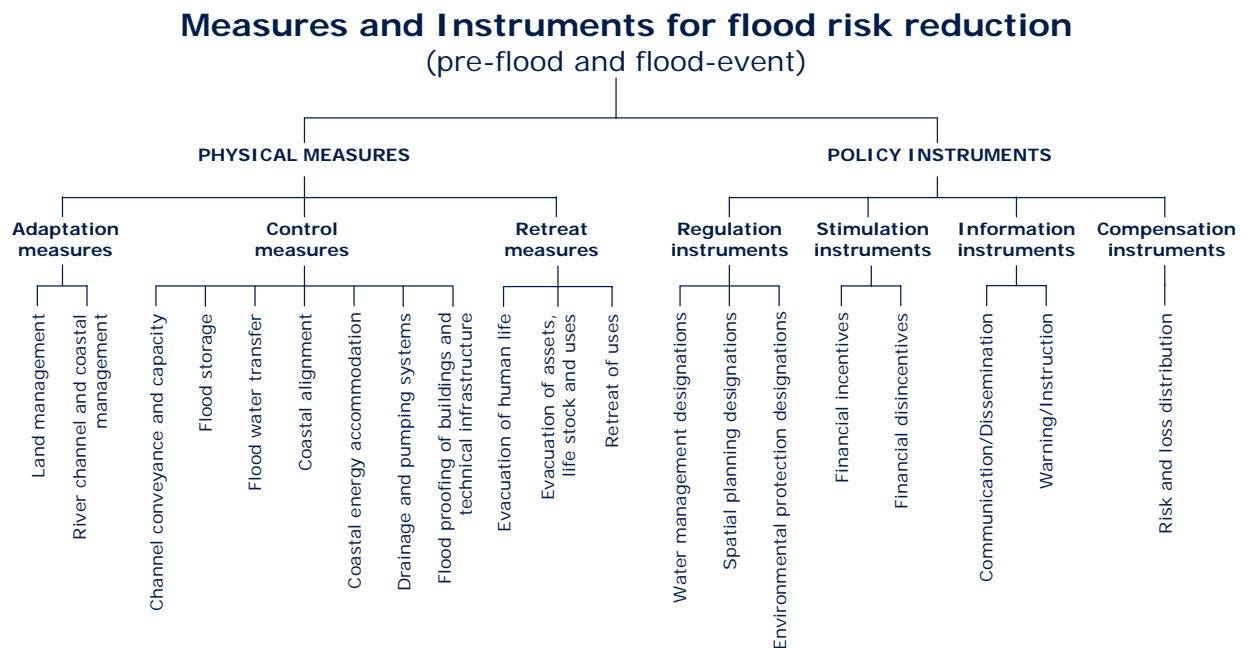 Measures and Instruments for flood risk reduction
(pre-flood and flood-event)
PHYSICAL MEASURES
POLICY INSTRUMENTS
Adaptation
measures
Control
measures
Retreat
measures
Regulation
instruments
Stimulation
instruments
Information
instruments
Compensation
instruments
Land management
River channel and coastal
management
Channel conveyance and capacity
Flood storage
Flood water transfer
Coastal alignment
Coastal energy accommodation
Drainage and pumping systems
Flood proofing of buildings and
technical infrastructure
Evacuation of human life
Evacuation of assets,
life stock and uses
Retreat of uses
Water management designations
Spatial planning designations
Environmental protection designations
Financial incentives
Financial disincentives
Communication/Dissemination
Warning/Instruction
Risk and loss distribution